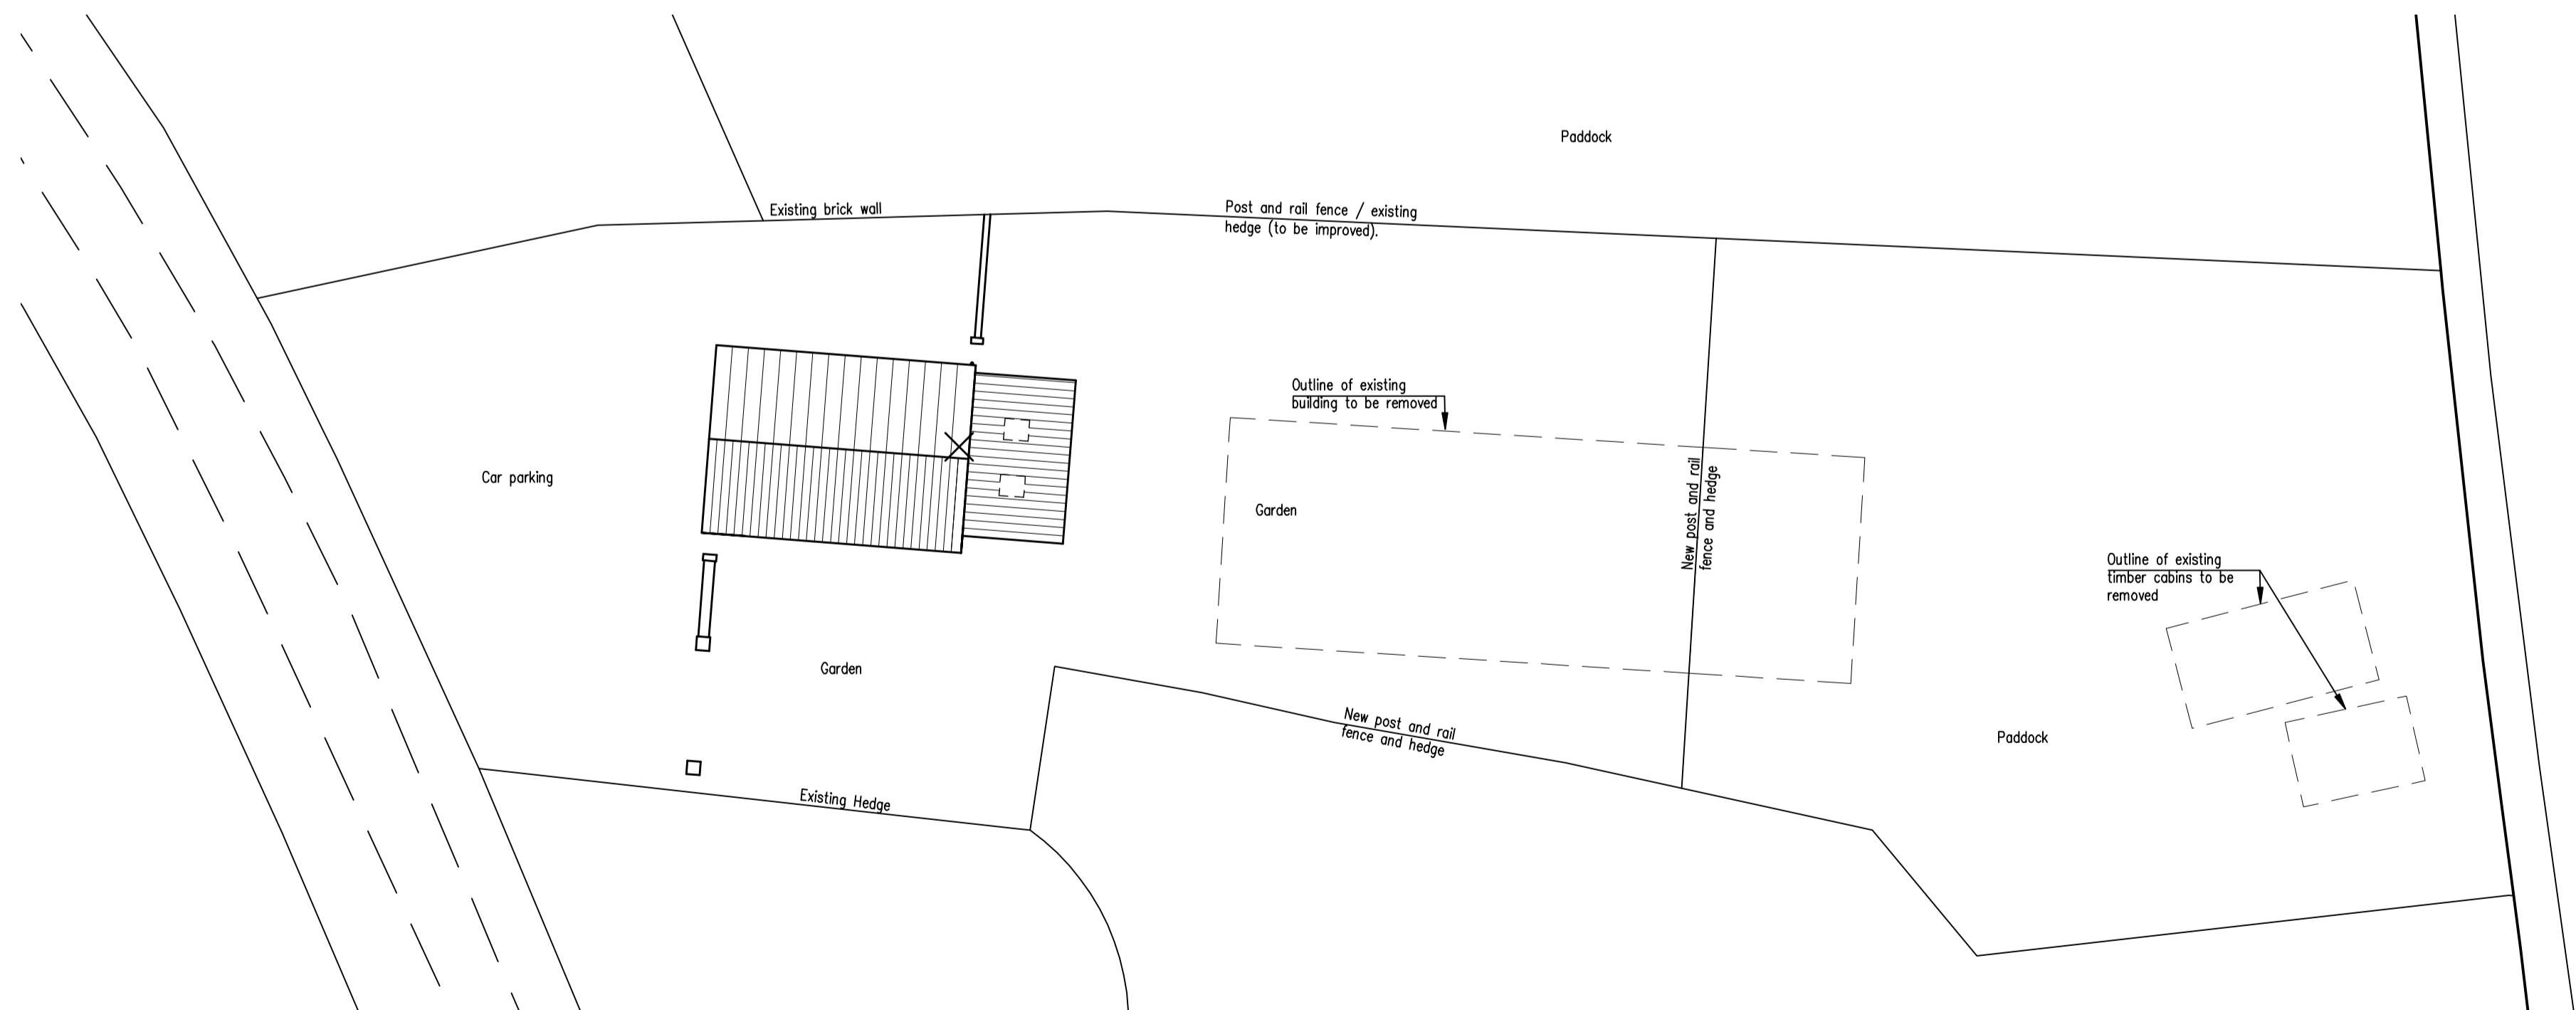 Paddock
Existing brick wall
Post and rail fence / existing
hedge (to be improved).
Outline of existing
building to be removed
Car parking
Garden
New post and rail
fence and hedge
Outline of existing
timber cabins to be
removed
Garden
New post and rail
fence and hedge
Paddock
Existing Hedge